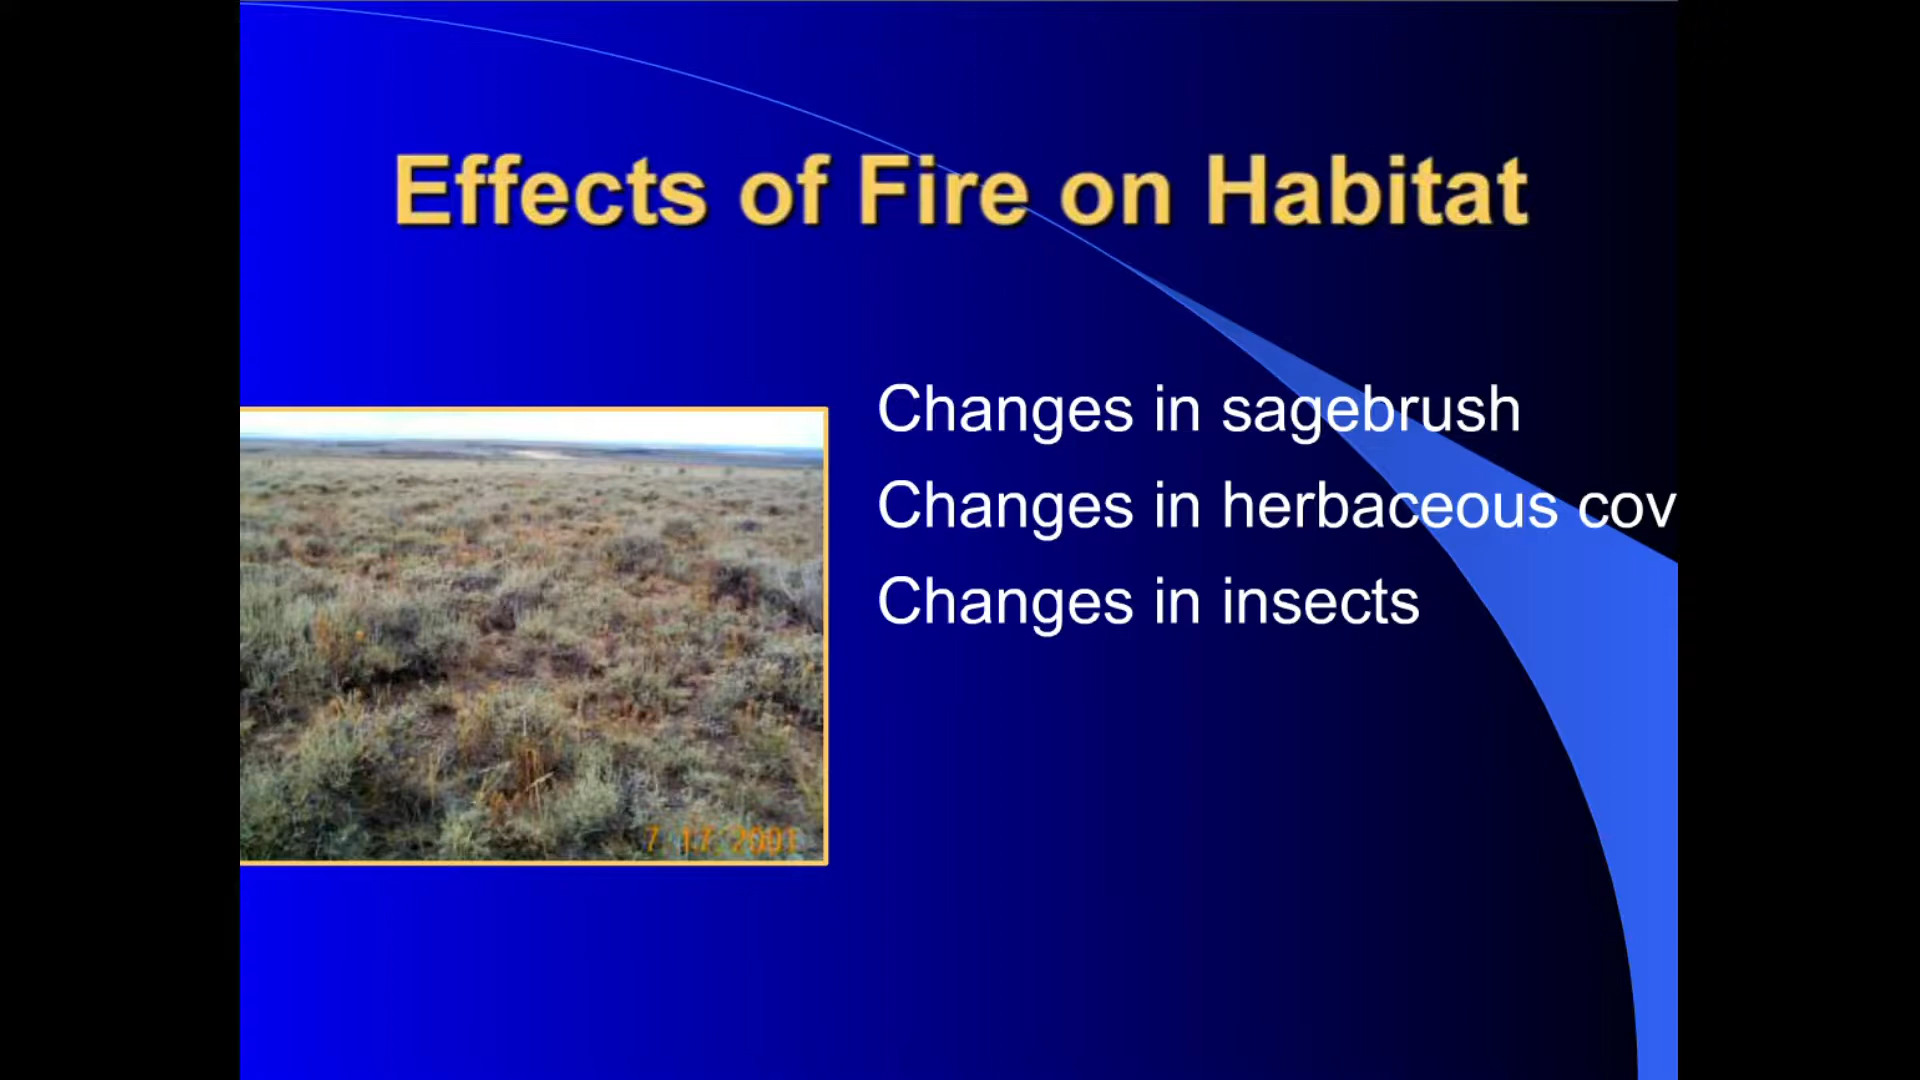 Effects of Fire on Habitat
Changes in sagebrush
Changes in herbaceous cov
Changes in insects
7. 17. 2001